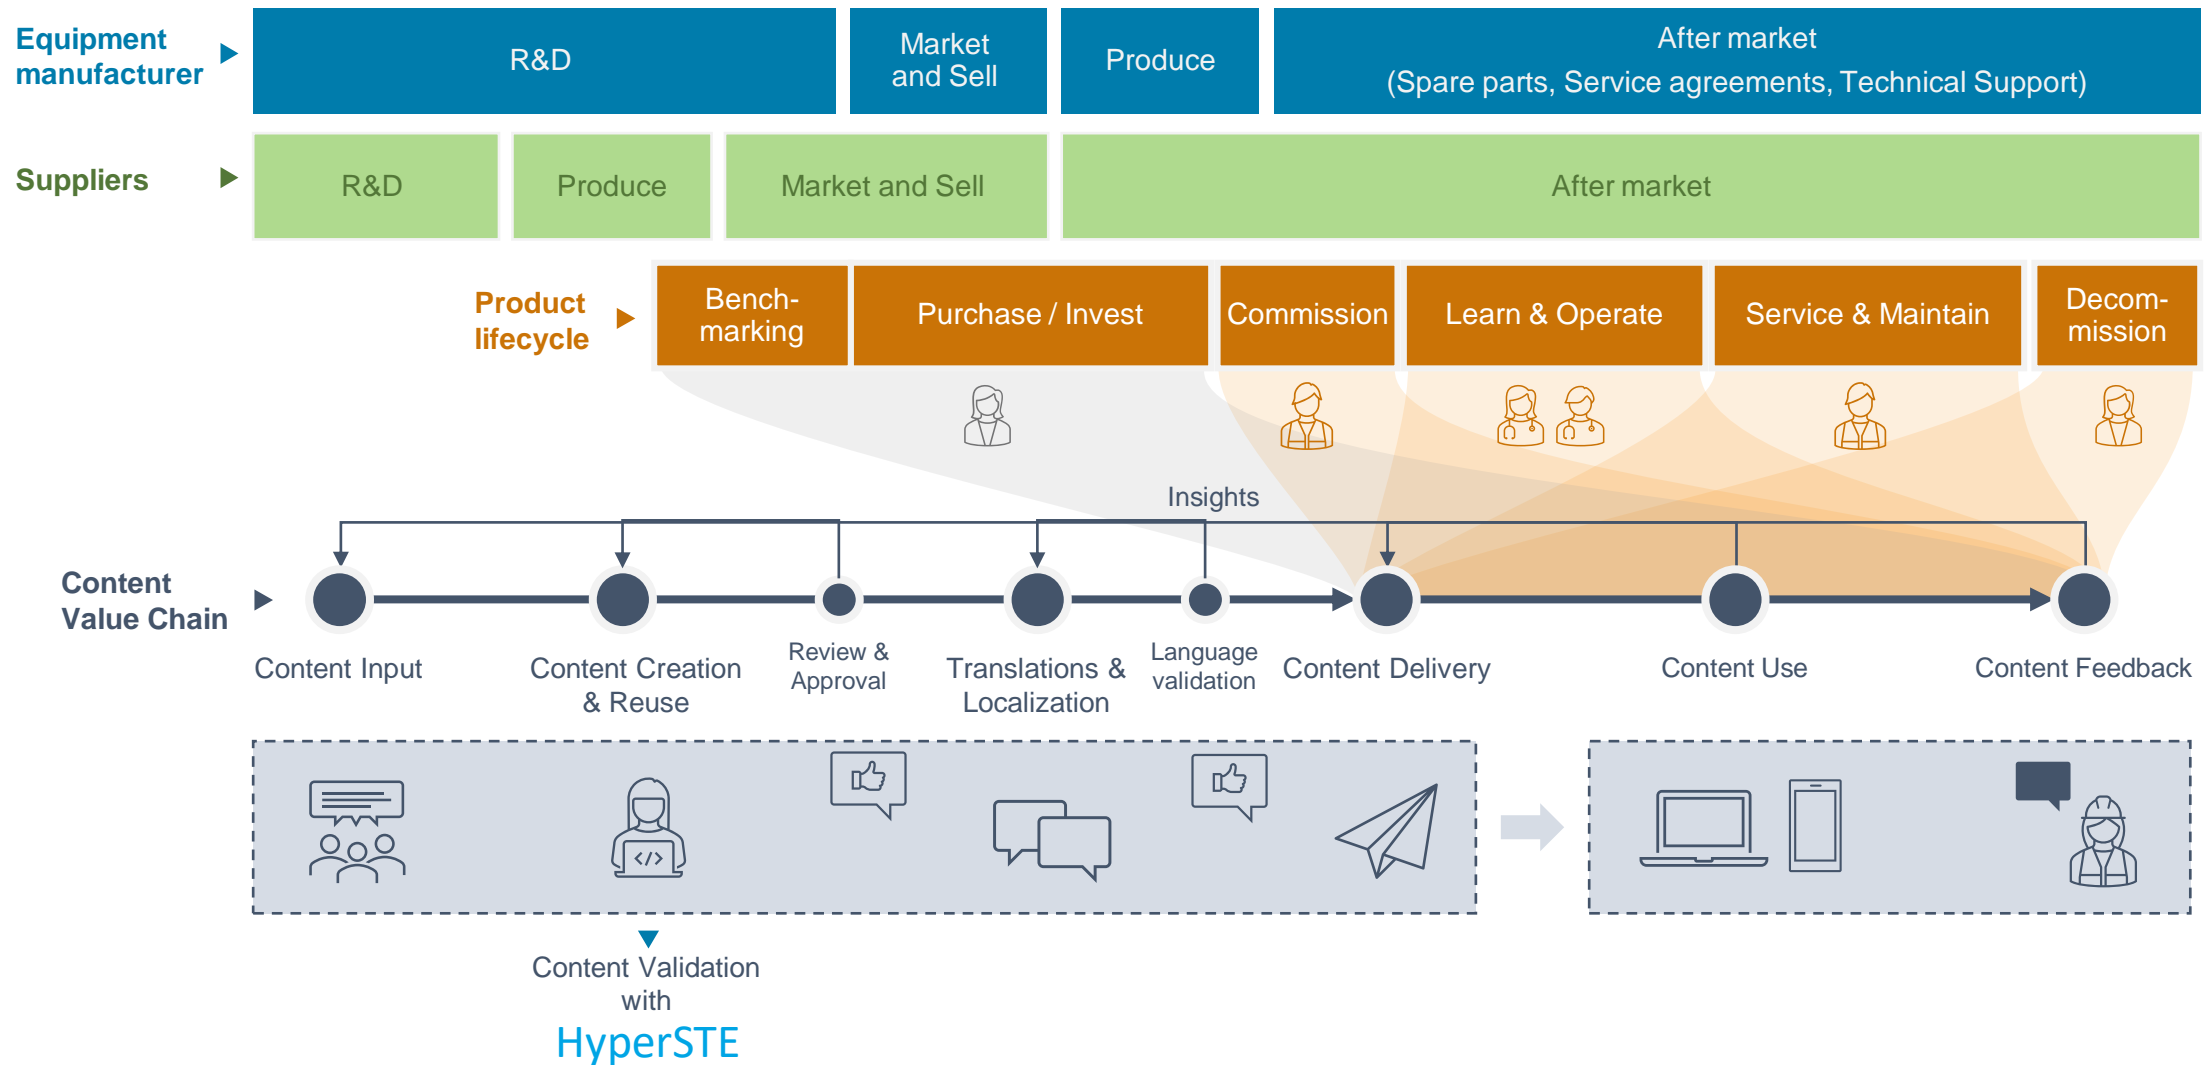 Equipment
manufacturer
R&D
Market
and Sell
Produce
After market
(Spare parts, Service agreements, Technical Support)
Suppliers
R&D
Produce
Market and Sell
After market
Product
lifecycle
Bench-
marking
Purchase / Invest
Commission
Learn & Operate
Service & Maintain
Decom-
mission
Insights
Content
Value Chain
Content Input
Content Creation
& Reuse
Review &
Approval
Translations &
Localization
Language
validation
Content Delivery
Content Use
Content Feedback
</>
Content Validation
with
HyperSTE